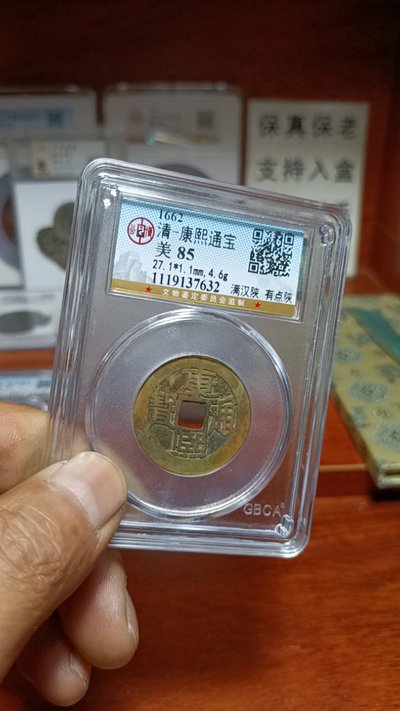 保真保老
支持入盒
1662
清-康熙通宝
美 85
27.1*1.1mm,4.6g
1119137632 满汉陕 有点陕
★ 文物鉴定委员会监制 ★
康
寶 通
熙
GBCA